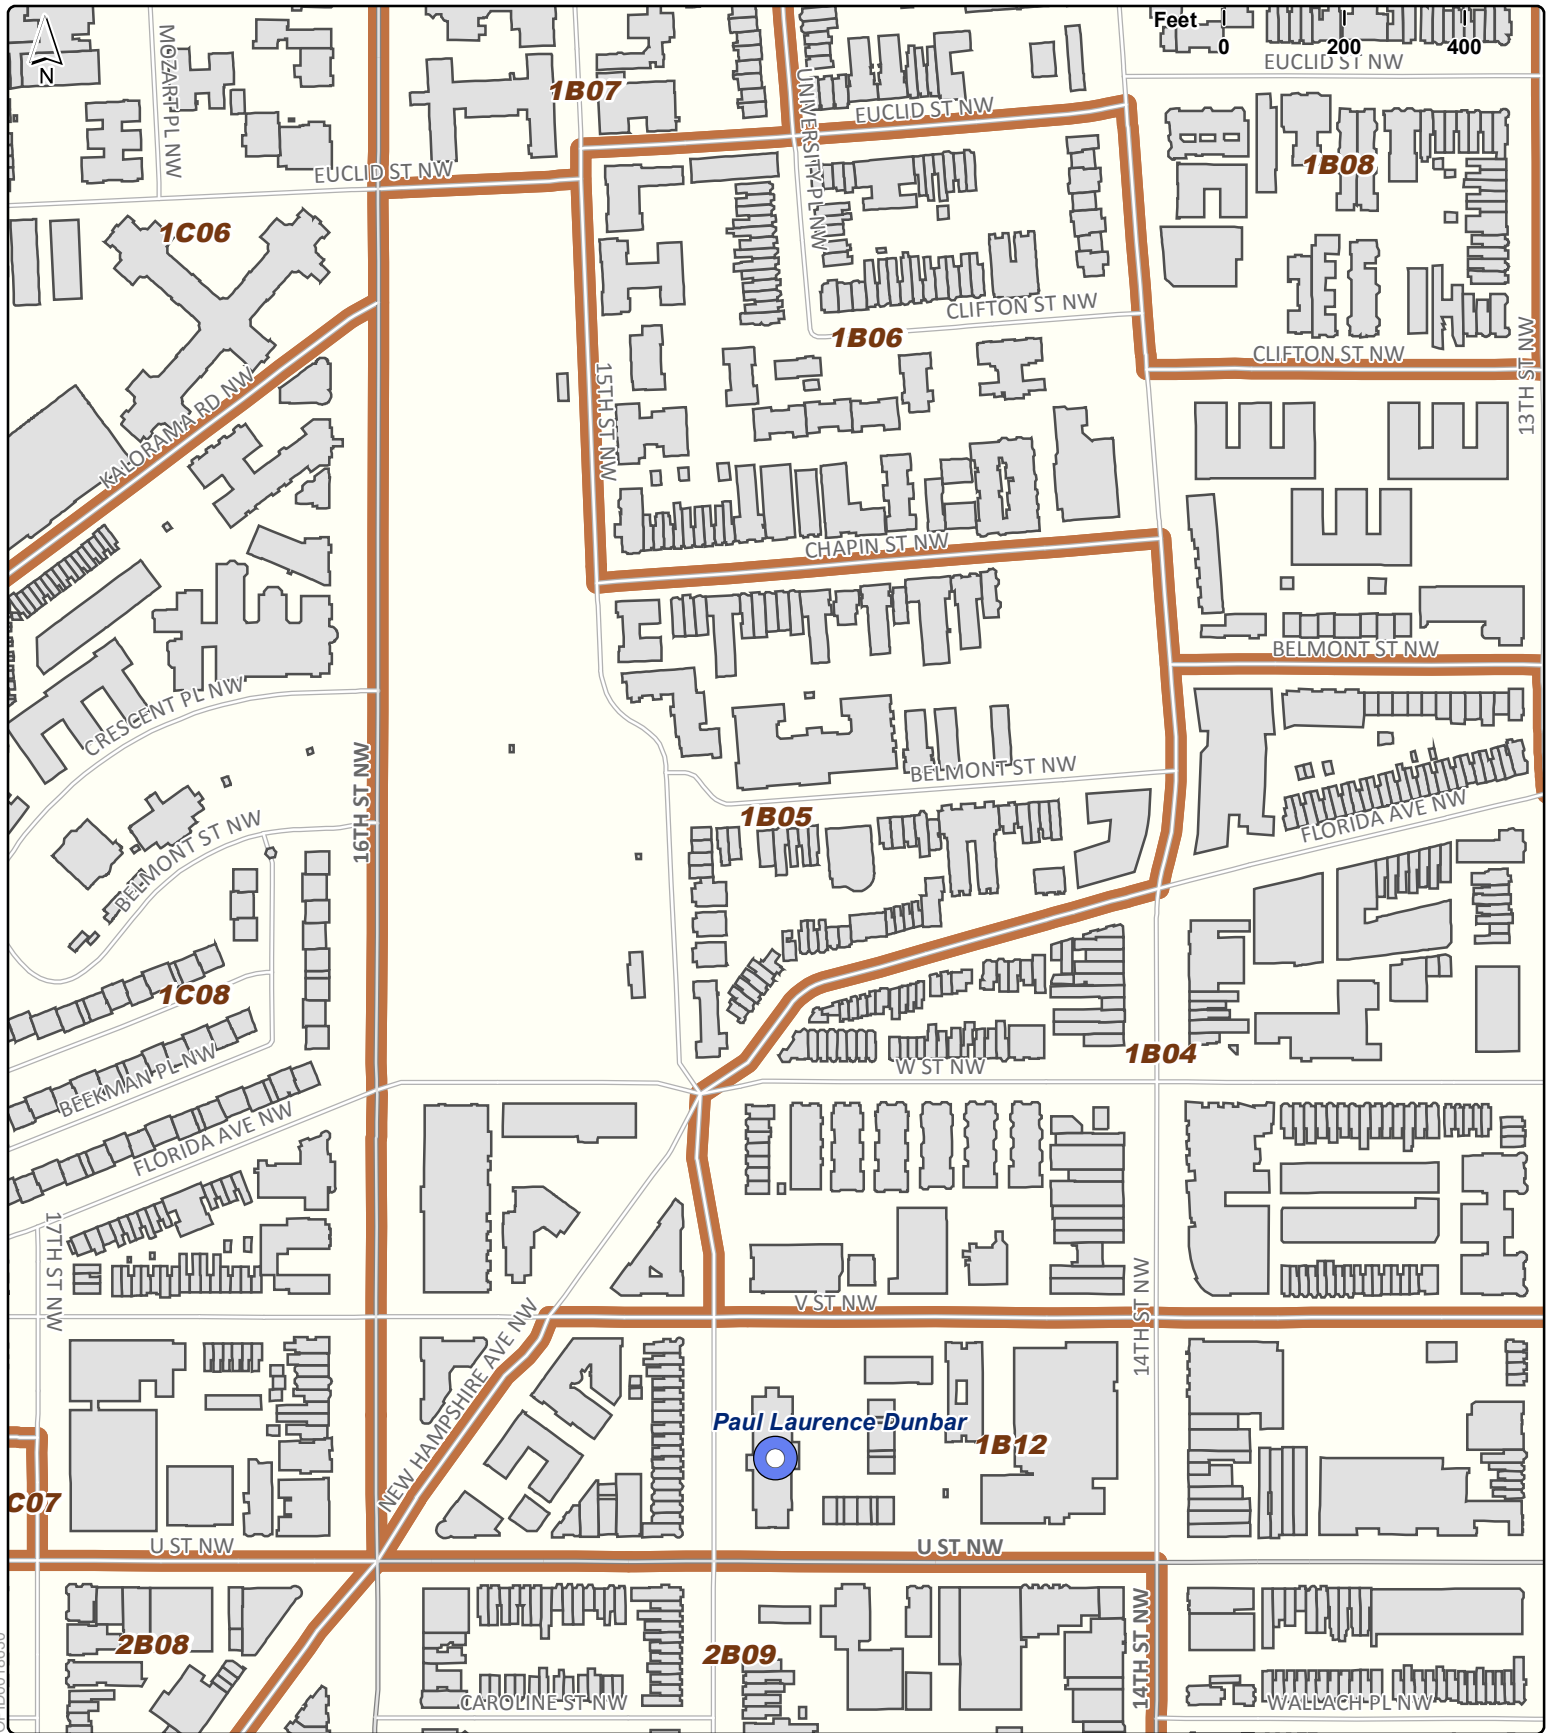 Feet
0 200 400
EUCLID ST NW
N
MOZART PL NW
1B07
UNIVERSITY PL NW
EUCLID ST NW
1B08
EUCLID ST NW
1C06
CLIFTON ST NW
1B06
CLIFTON ST NW
13TH ST NW
15TH ST NW
KALORAMA RD NW
CHAPIN ST NW
BELMONT ST NW
CRESCENT PL NW
16TH ST NW
BELMONT ST NW
1B05
FLORIDA AVE NW
BELMONT ST NW
1C08
1B04
W ST NW
BEEKMAN PL NW
FLORIDA AVE NW
17TH ST NW
V ST NW
14TH ST NW
NEW HAMPSHIRE AVE NW
Paul Laurence Dunbar
1B12
C07
U ST NW
U ST NW
2B08
2B09
14TH ST NW
CAROLINE ST NW
WALLACH PL NW